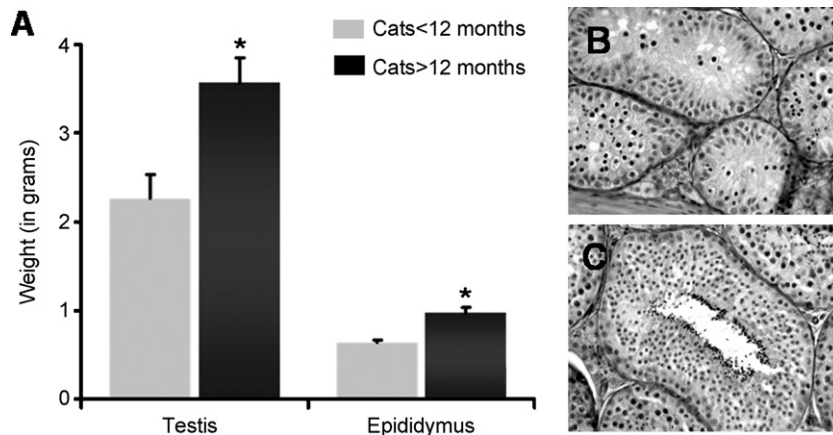 A
Weight (in grams)
4
3
2
1
0
*
*
Cats<12 months
Cats>12 months
Testis
Epididymus
B
C